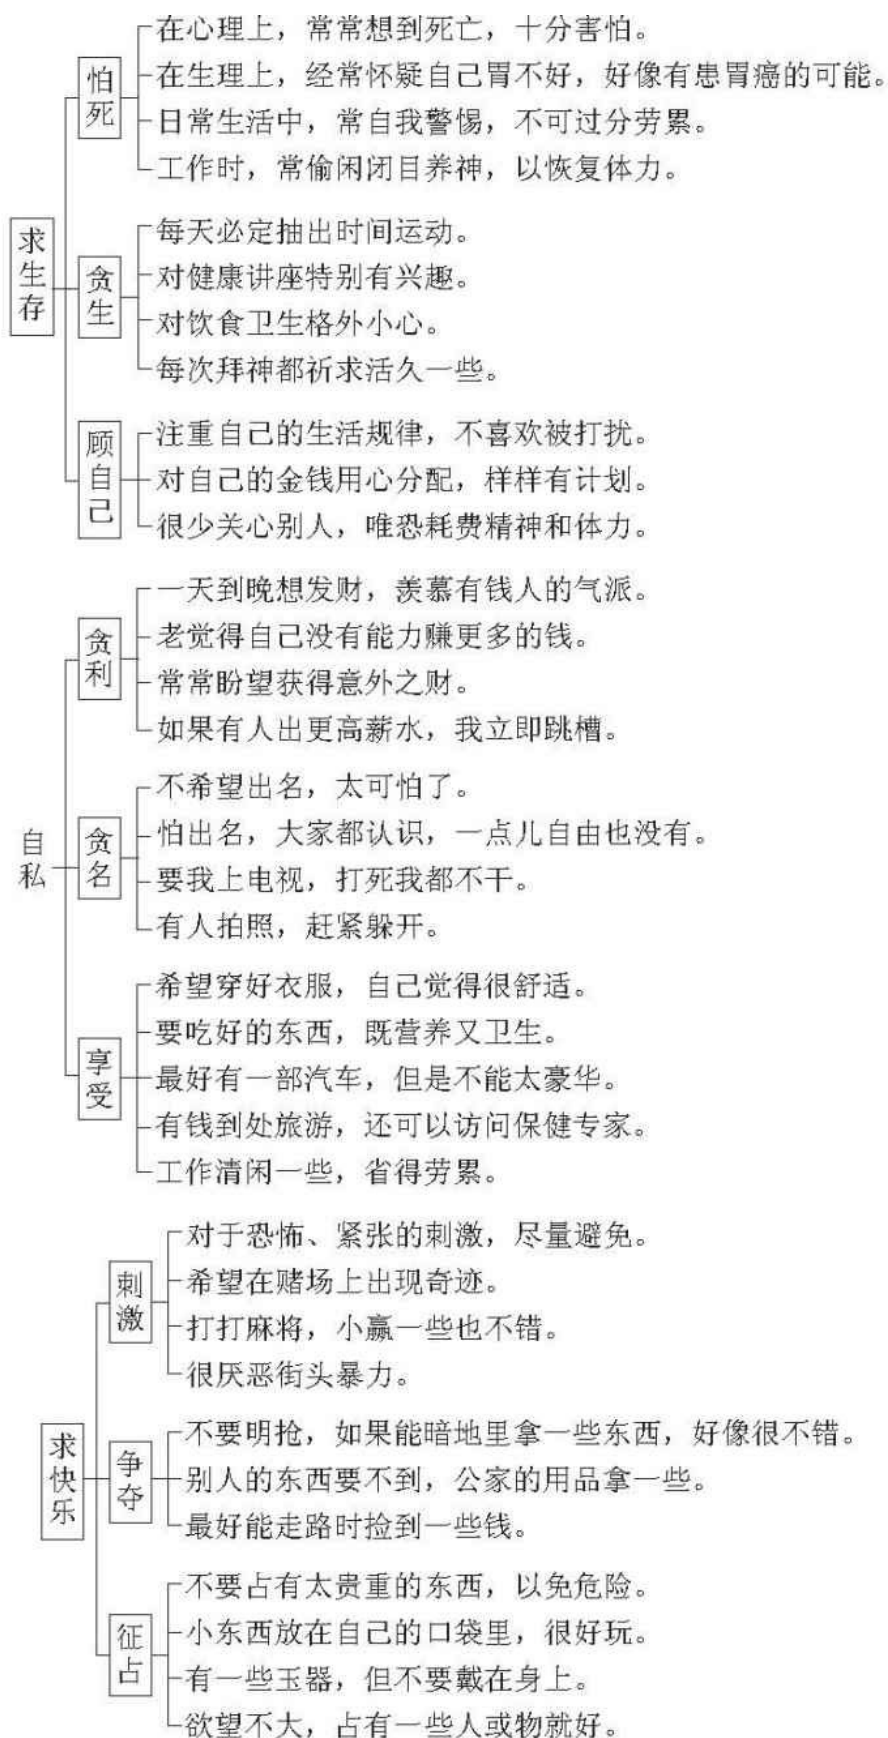 求生存
怕死
在心理上，常常想到死亡，十分害怕。
在生理上，经常怀疑自己胃不好，好像有患胃癌的可能。
日常生活中，常自我警惕，不可过分劳累。
工作时，常偷闲闭目养神，以恢复体力。
贪生
每天必定抽出时间运动。
对健康讲座特别有兴趣。
对饮食卫生格外小心。
每次拜神都祈求活久一些。
顾自己
注重自己的生活规律，不喜欢被打扰。
对自己的金钱用心分配，样样有计划。
很少关心别人，唯恐耗费精神和体力。
自私
贪利
一天到晚想发财，羡慕有钱人的气派。
老觉得自己没有能力赚更多的钱。
常常盼望获得意外之财。
如果有人出更高薪水，我立即跳槽。
贪名
不希望出名，太可怕了。
怕出名，大家都认识，一点儿自由也没有。
要我上电视，打死我都不干。
有人拍照，赶紧躲开。
享受
希望穿好衣服，自己觉得很舒适。
要吃好的东西，既营养又卫生。
最好有一部汽车，但是不能太豪华。
有钱到处旅游，还可以访问保健专家。
工作清闲一些，省得劳累。
求快乐
刺激
对于恐怖、紧张的刺激，尽量避免。
希望在赌场上出现奇迹。
打打麻将，小赢一些也不错。
很厌恶街头暴力。
争夺
不要明抢，如果能暗地里拿一些东西，好像很不错。
别人的东西要不到，公家的用品拿一些。
最好能走路时捡到一些钱。
征占
不要占有太贵重的东西，以免危险。
小东西放在自己的口袋里，很好玩。
有一些玉器，但不要戴在身上。
欲望不大，占有一些人或物就好。